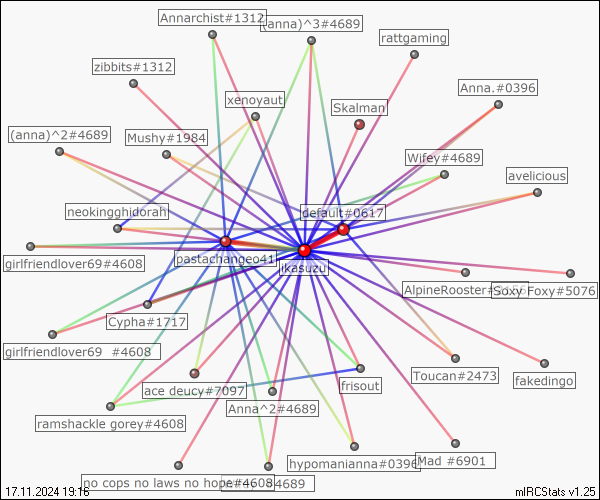 Annarchist#1312
(anna)^3#4689
rattgaming
zibbits#1312
Anna.#0396
xenoyaut
Skalman
(anna)^2#4689
Mushy#1984
Wifey#4689
avelicious
neokingghidorah
default#0617
girlfriendlover69#4608
pastachangeo41
ikasuzu
AlpineRooster#
Soxy Foxy#5076
Cypha#1717
girlfriendlover69 #4608
Toucan#2473
fakedingo
ace deucy#7097
frisout
Anna^2#4689
ramshackle gorey#4608
hypomanianna#0396
Mad #6901
no cops no laws no hope#4608
#4689
17.11.2024 19:16
mIRCStats v1.25